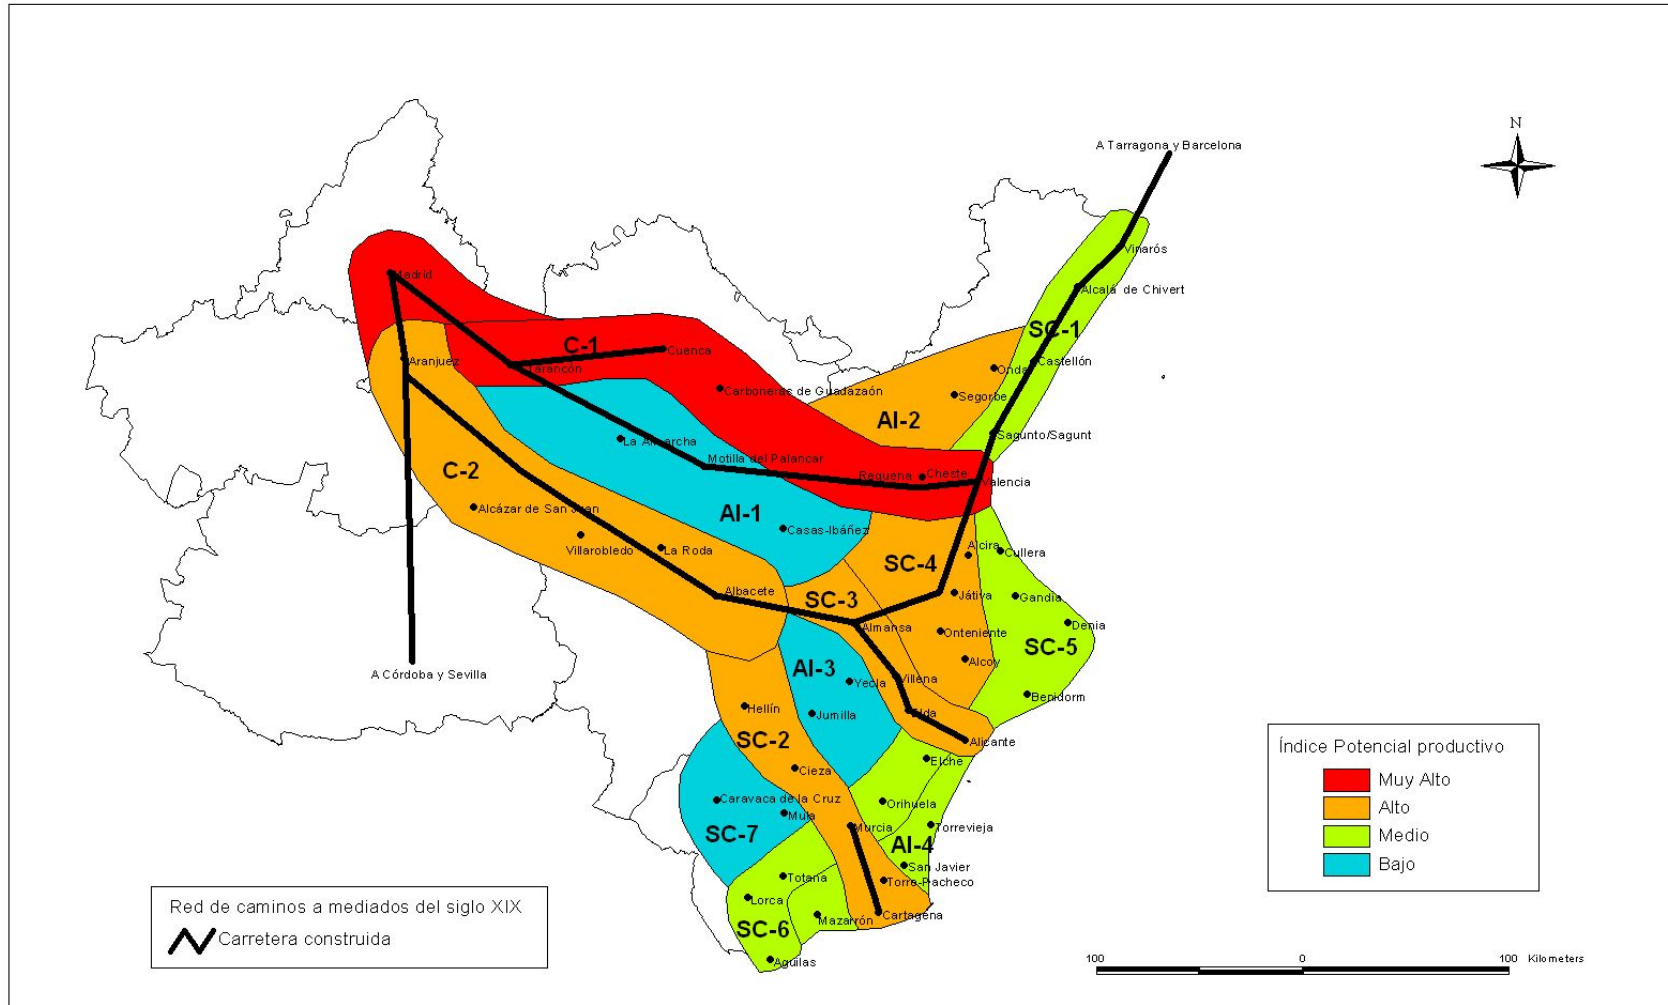 N
A Tarragona y Barcelona
Vinarós
Madrid
Alcalá de Chivert
SC-1
C-1
Cuenca
Aranjuez
Tarancón
Castellón
Onda
Carboneras de Guadazaón
Segorbe
AI-2
Sagunto/Sagunt
La Almarcha
Motilla del Palancar
C-2
Requena
Cheste
Valencia
Alcázar de San Juan
AI-1
Casas-Ibáñez
Villarobledo
La Roda
Alcira
Cullera
SC-4
Albacete
SC-3
Játiva
Gandia
Almansa
Onteniente
Denia
SC-5
A Córdoba y Sevilla
AI-3
Alcoy
Yecla
Villena
Benidorm
Hellín
Jumilla
Elda
SC-2
Alicante
Elche
Cieza
Caravaca de la Cruz
Mula
Orihuela
SC-7
Murcia
Torrevieja
AI-4
San Javier
Totana
Torre-Pacheco
Lorca
Mazarrón
Cartagena
SC-6
Aguilas
Índice Potencial productivo
Muy Alto
Alto
Medio
Bajo
Red de caminos a mediados del siglo XIX
Carretera construida
100 0 100 Kilometers